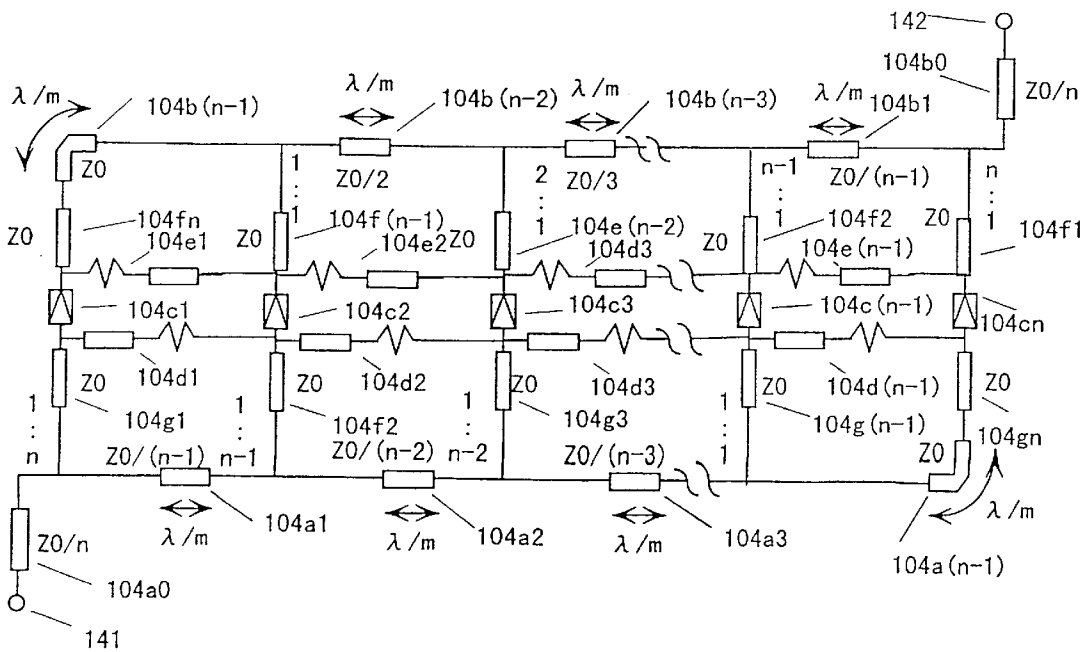 142
104b0
Z0/n
λ/m
104b(n-1)
λ/m
104b(n-2)
λ/m
104b(n-3)
λ/m
104b1
Z0
1
:
1
Z0/2
2
:
1
Z0/3
n-1
:
1
Z0/(n-1)
n
:
1
Z0
104fn
104e1
Z0
104f(n-1)
104e2
Z0
104e(n-2)
104d3
Z0
104f2
104e(n-1)
Z0
104f1
104c1
104c2
104c3
104c(n-1)
104cn
Z0
104d1
Z0
104d2
Z0
104d3
Z0
104d(n-1)
Z0
1
:
n
104g1
1
:
n-1
104f2
1
:
n-2
104g3
1
:
1
104g(n-1)
104gn
Z0/(n-1)
Z0/(n-2)
Z0/(n-3)
Z0
λ/m
104a1
λ/m
104a2
λ/m
104a3
104a(n-1)
λ/m
Z0/n
104a0
141